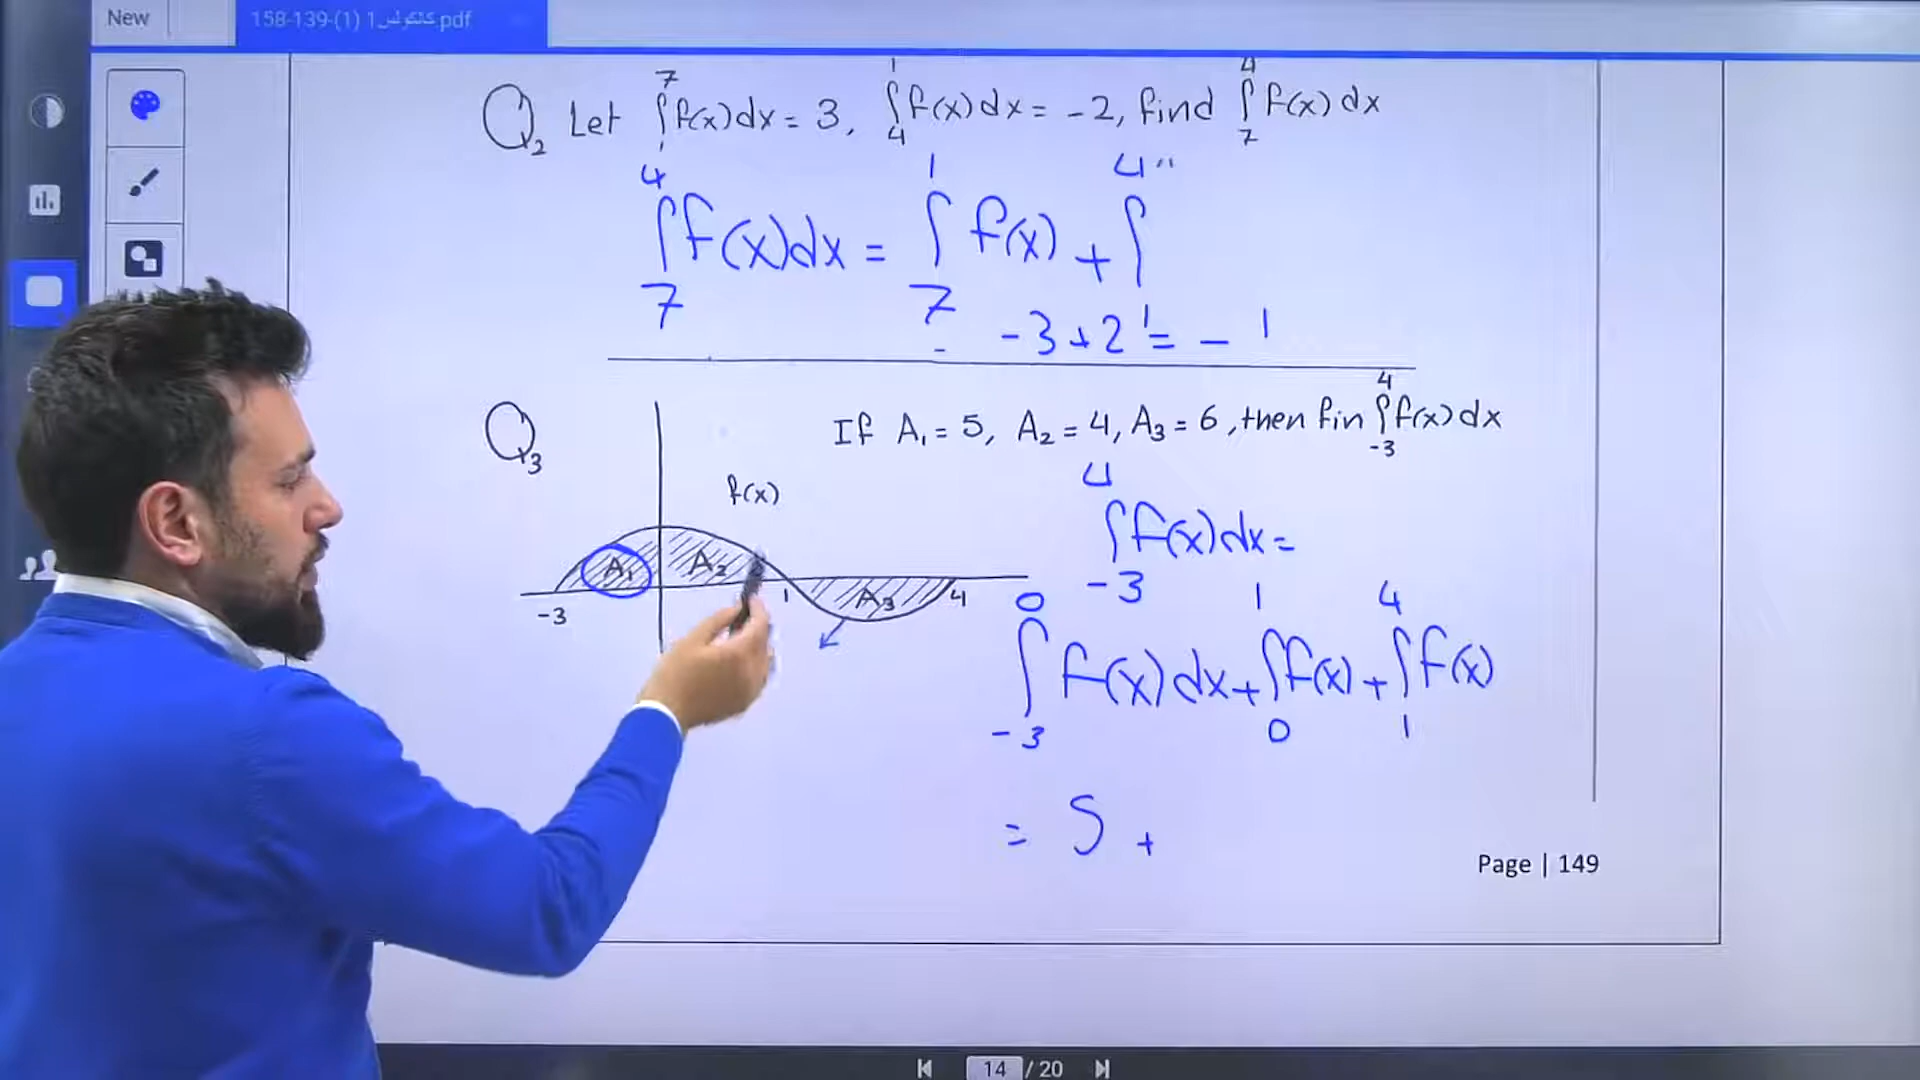 New
158-139-(1) 1كالكولس.pdf
Q₂ Let ∫₁⁷ f(x)dx = 3, ∫₄¹ f(x)dx = -2, find ∫₇⁴ f(x)dx
∫₇⁴ f(x)dx = ∫₇¹ f(x) + ∫₁⁴
-3+2 = -1
Q₃
If A₁ = 5, A₂ = 4, A₃ = 6, then fin ∫₋₃⁴ f(x)dx
f(x)
A₁ A₂ A₃
-3 1 4
∫₋₃⁴ f(x)dx =
∫₋₃⁰ f(x)dx + ∫₀¹ f(x) + ∫₁⁴ f(x)
= 5 +
Page | 149
14 / 20